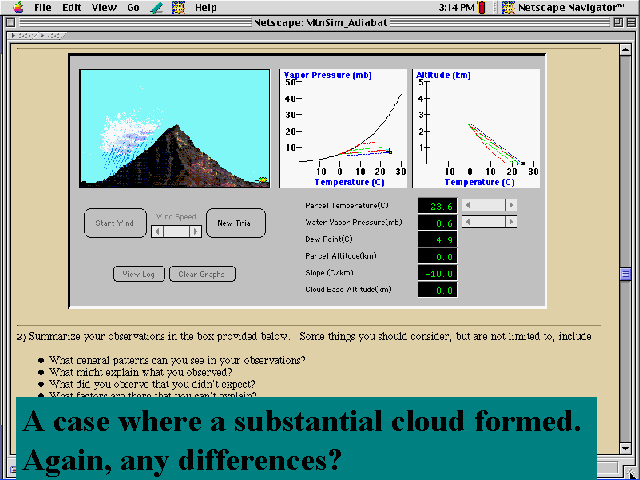 File Edit View Go Help 3:14 PM Netscape Navigator™
Netscape: MtnSim_Adiabat
Vapor Pressure (mb)
50
40
30
20
10
10 0 10 20 30
Temperature (C)
Altitude (km)
5
4
3
2
1
10 0 10 20 30
Temperature (C)
Start Wind
Wind Speed
New Trial
View Log
Clear Graphs
Parcel Temperature(C) 23.6
Water Vapor Pressure(mb) 0.6
Dew Point(C) 4.9
Parcel Altitude(km) 0.0
Slope (C/km) -10.0
Cloud Base Altitude(km) 0.0
2) Summarize your observations in the box provided below. Some things you should consider, but are not limited to, include
What general patterns can you see in your observations?
What might explain what you observed?
What did you observe that you didn't expect?
What factors are there that you can't explain?
A case where a substantial cloud formed.
Again, any differences?